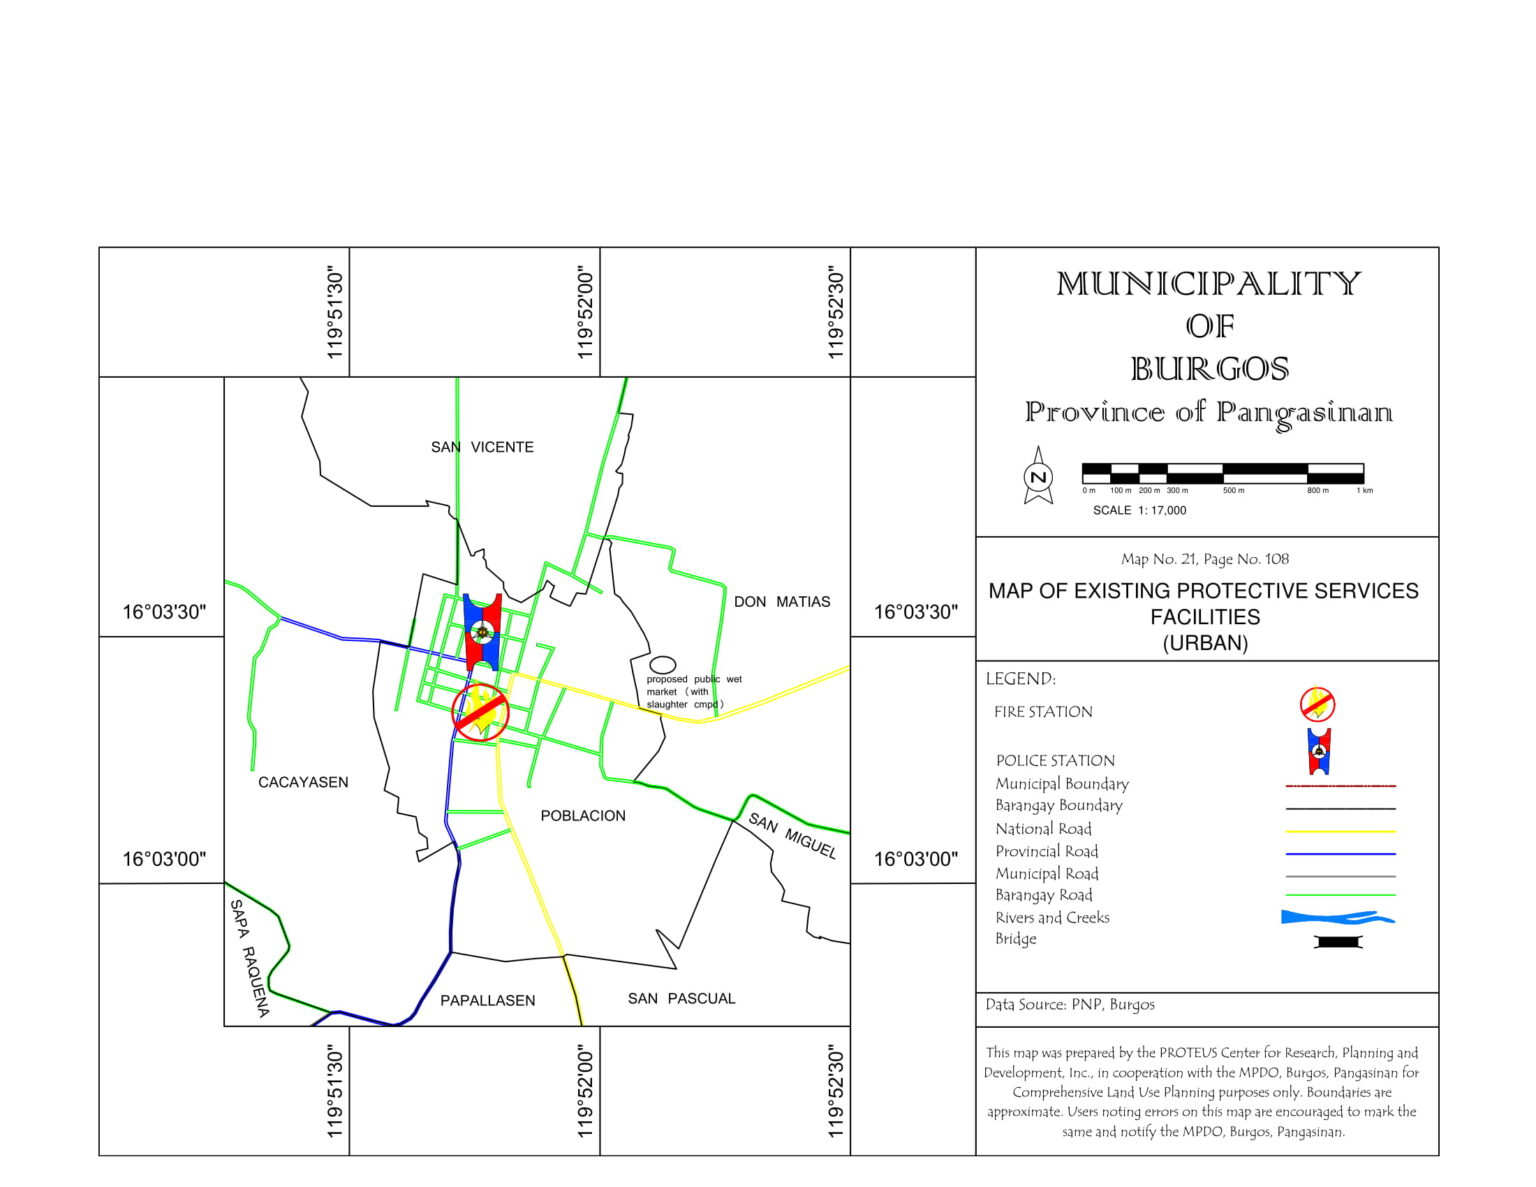 119°51'30"
119°52'00"
119°52'30"
MUNICIPALITY
OF
BURGOS
Province of Pangasinan
N
0 m 100 m 200 m 300 m 500 m 800 m 1 km
SCALE 1: 17,000
Map No. 21, Page No. 108
MAP OF EXISTING PROTECTIVE SERVICES
FACILITIES
(URBAN)
LEGEND:
FIRE STATION
POLICE STATION
Municipal Boundary
Barangay Boundary
National Road
Provincial Road
Municipal Road
Barangay Road
Rivers and Creeks
Bridge
Data Source: PNP, Burgos
This map was prepared by the PROTEUS Center for Research, Planning and
Development, Inc., in cooperation with the MPDO, Burgos, Pangasinan for
Comprehensive Land Use Planning purposes only. Boundaries are
approximate. Users noting errors on this map are encouraged to mark the
same and notify the MPDO, Burgos, Pangasinan.
SAN VICENTE
16°03'30"
DON MATIAS
16°03'30"
proposed public wet
market (with
slaughter cmpd)
CACAYASEN
POBLACION
SAN MIGUEL
16°03'00"
16°03'00"
SAPA RAQUENA
PAPALLASEN
SAN PASCUAL
119°51'30"
119°52'00"
119°52'30"